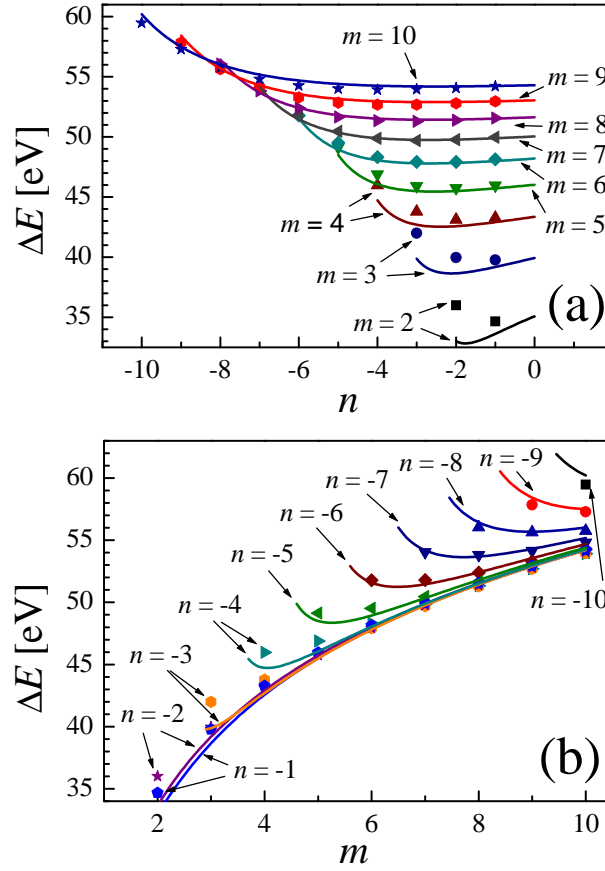 60
55
50
45
40
35
ΔE [eV]
m = 10
m = 9
m = 8
m = 7
m = 6
m = 5
m = 4
m = 3
m = 2
(a)
-10 -8 -6 -4 -2 0
n
60
55
50
45
40
35
ΔE [eV]
n = -9
n = -8
n = -7
n = -6
n = -5
n = -4
n = -3
n = -2
n = -1
n = -10
(b)
2 4 6 8 10
m